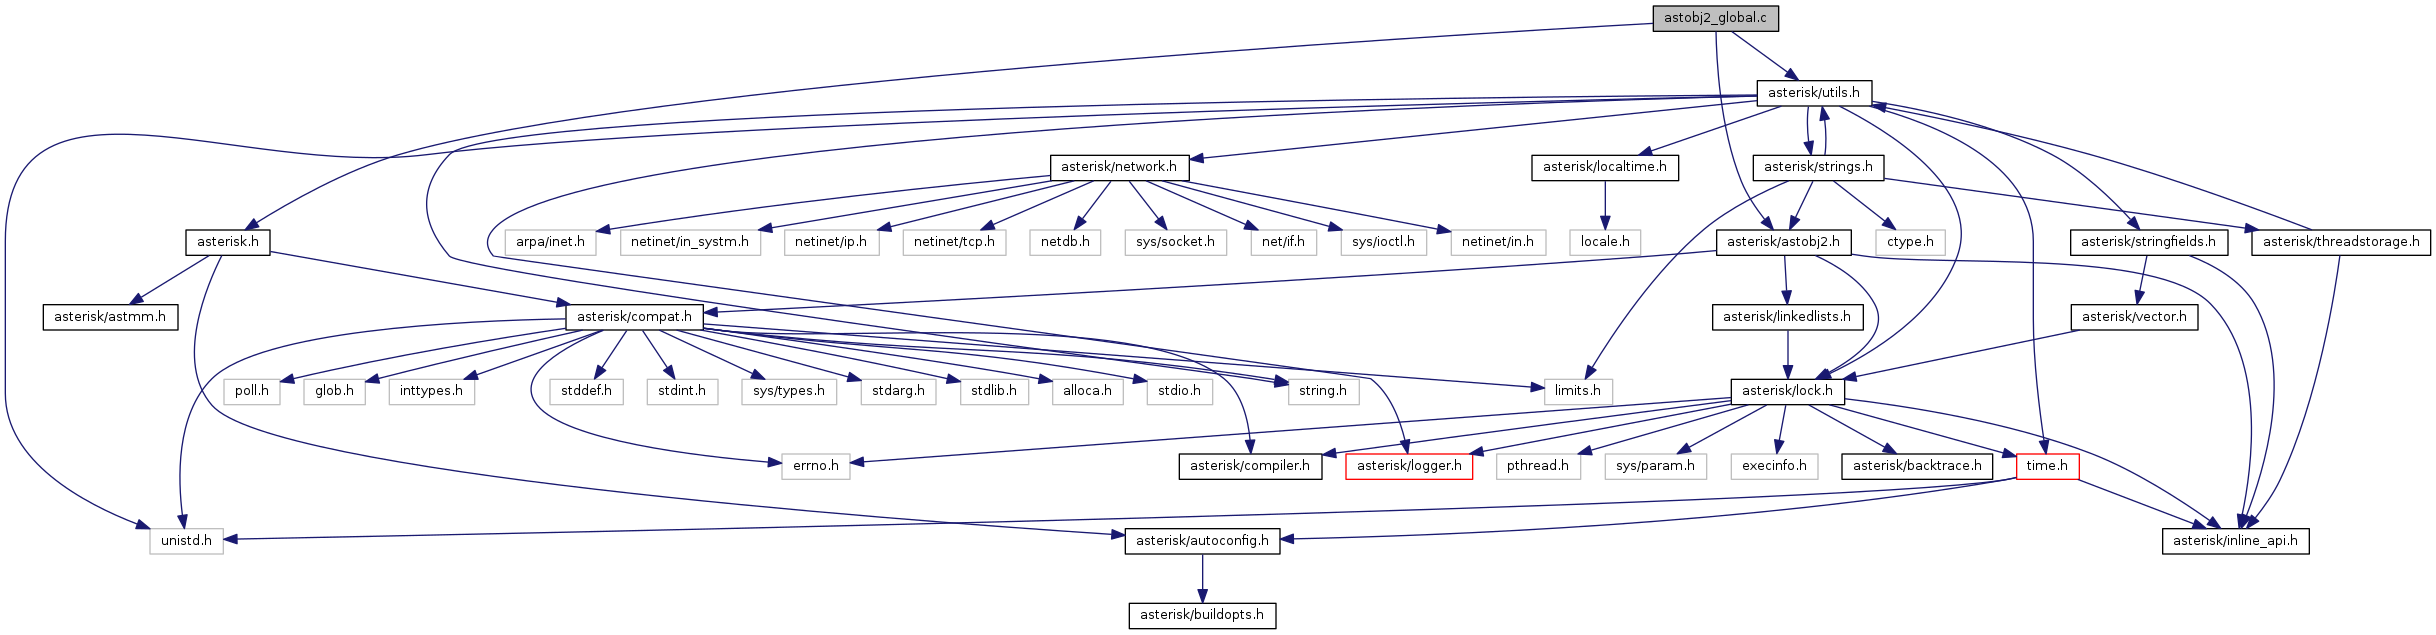 astobj2_global.c
asterisk/utils.h
asterisk/network.h
asterisk/localtime.h
asterisk/strings.h
asterisk.h
arpa/inet.h
netinet/in_systm.h
netinet/ip.h
netinet/tcp.h
netdb.h
sys/socket.h
net/if.h
sys/ioctl.h
netinet/in.h
locale.h
asterisk/astobj2.h
ctype.h
asterisk/stringfields.h
asterisk/threadstorage.h
asterisk/astmm.h
asterisk/compat.h
asterisk/linkedlists.h
asterisk/vector.h
poll.h
glob.h
inttypes.h
stddef.h
stdint.h
sys/types.h
stdarg.h
stdlib.h
alloca.h
stdio.h
string.h
limits.h
asterisk/lock.h
errno.h
asterisk/compiler.h
asterisk/logger.h
pthread.h
sys/param.h
execinfo.h
asterisk/backtrace.h
time.h
unistd.h
asterisk/autoconfig.h
asterisk/inline_api.h
asterisk/buildopts.h